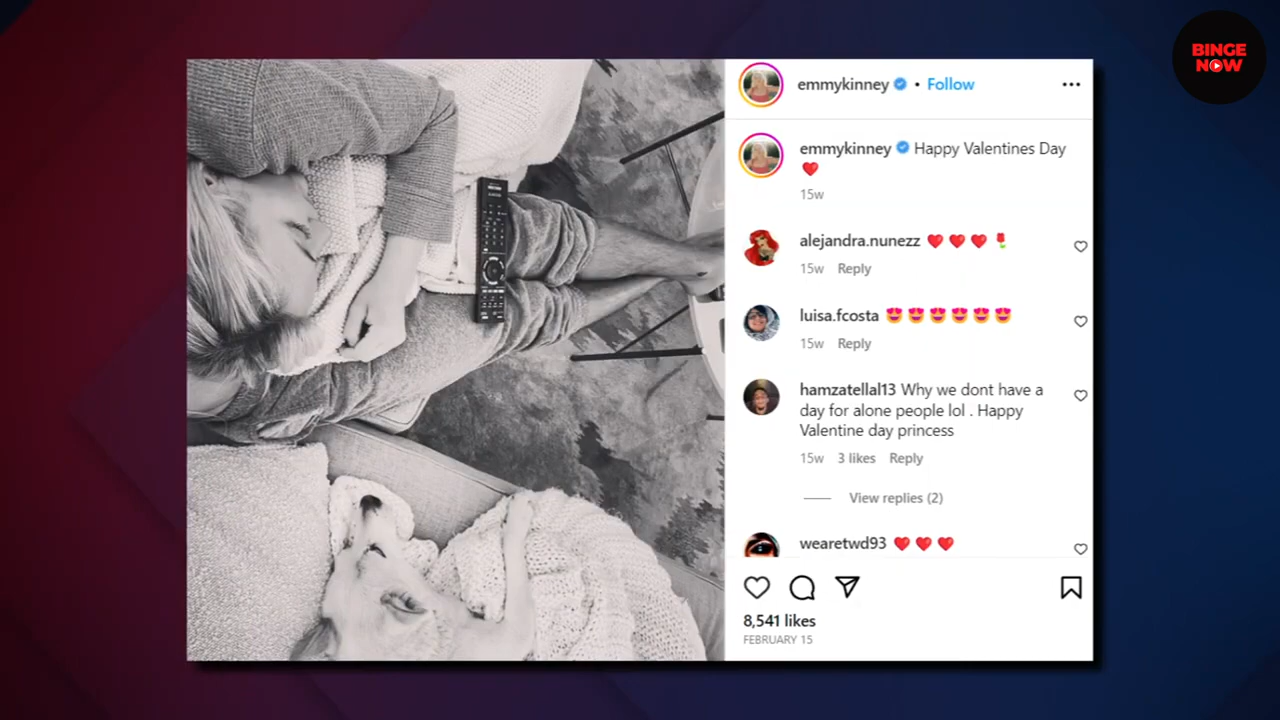 BINGE
NOW
emmykinney • Follow
emmykinney Happy Valentines Day
❤️
15w
alejandra.nunezz ❤️❤️❤️🌷
15w Reply
luisa.fcosta 😍😍😍😍😍😍
15w Reply
hamzatellal13 Why we dont have a
day for alone people lol . Happy
Valentine day princess
15w 3 likes Reply
View replies (2)
wearetwd93 ❤️❤️❤️
8,541 likes
FEBRUARY 15